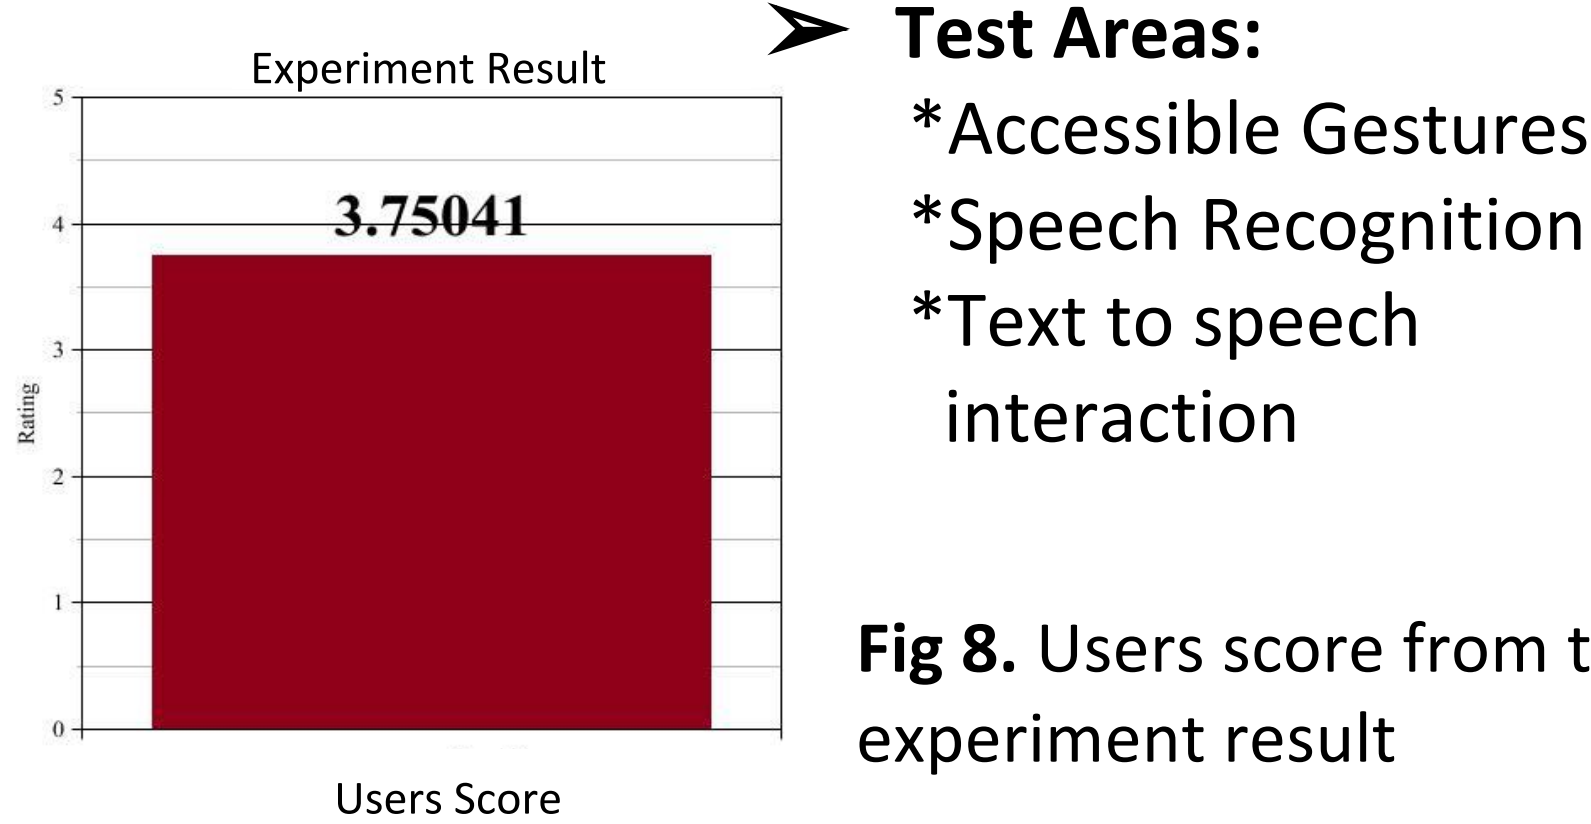 Experiment Result
5
4
3
2
1
0
3.75041
Rating
Users Score
➢ Test Areas:
*Accessible Gestures
*Speech Recognition
*Text to speech
interaction
Fig 8. Users score from t
experiment result